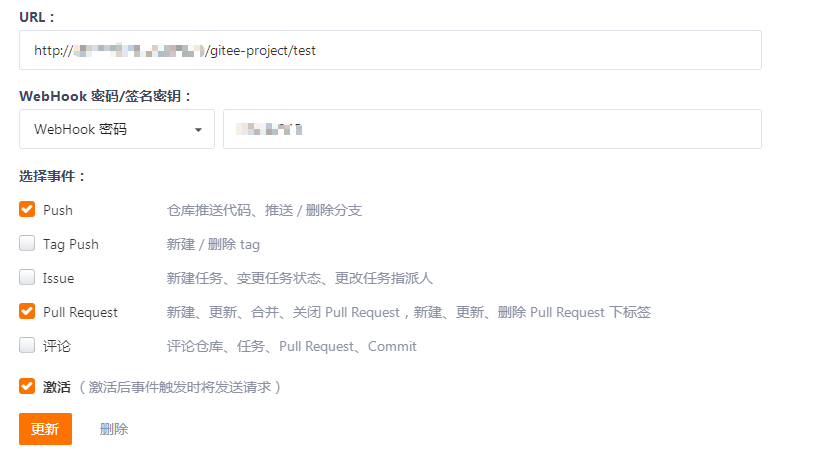 URL：
http:// /gitee-project/test
WebHook 密码/签名密钥：
WebHook 密码
选择事件：
Push 仓库推送代码、推送 / 删除分支
Tag Push 新建 / 删除 tag
Issue 新建任务、变更任务状态、更改任务指派人
Pull Request 新建、更新、合并、关闭 Pull Request，新建、更新、删除 Pull Request 下标签
评论 评论仓库、任务、Pull Request、Commit
激活 （激活后事件触发时将发送请求）
更新 删除